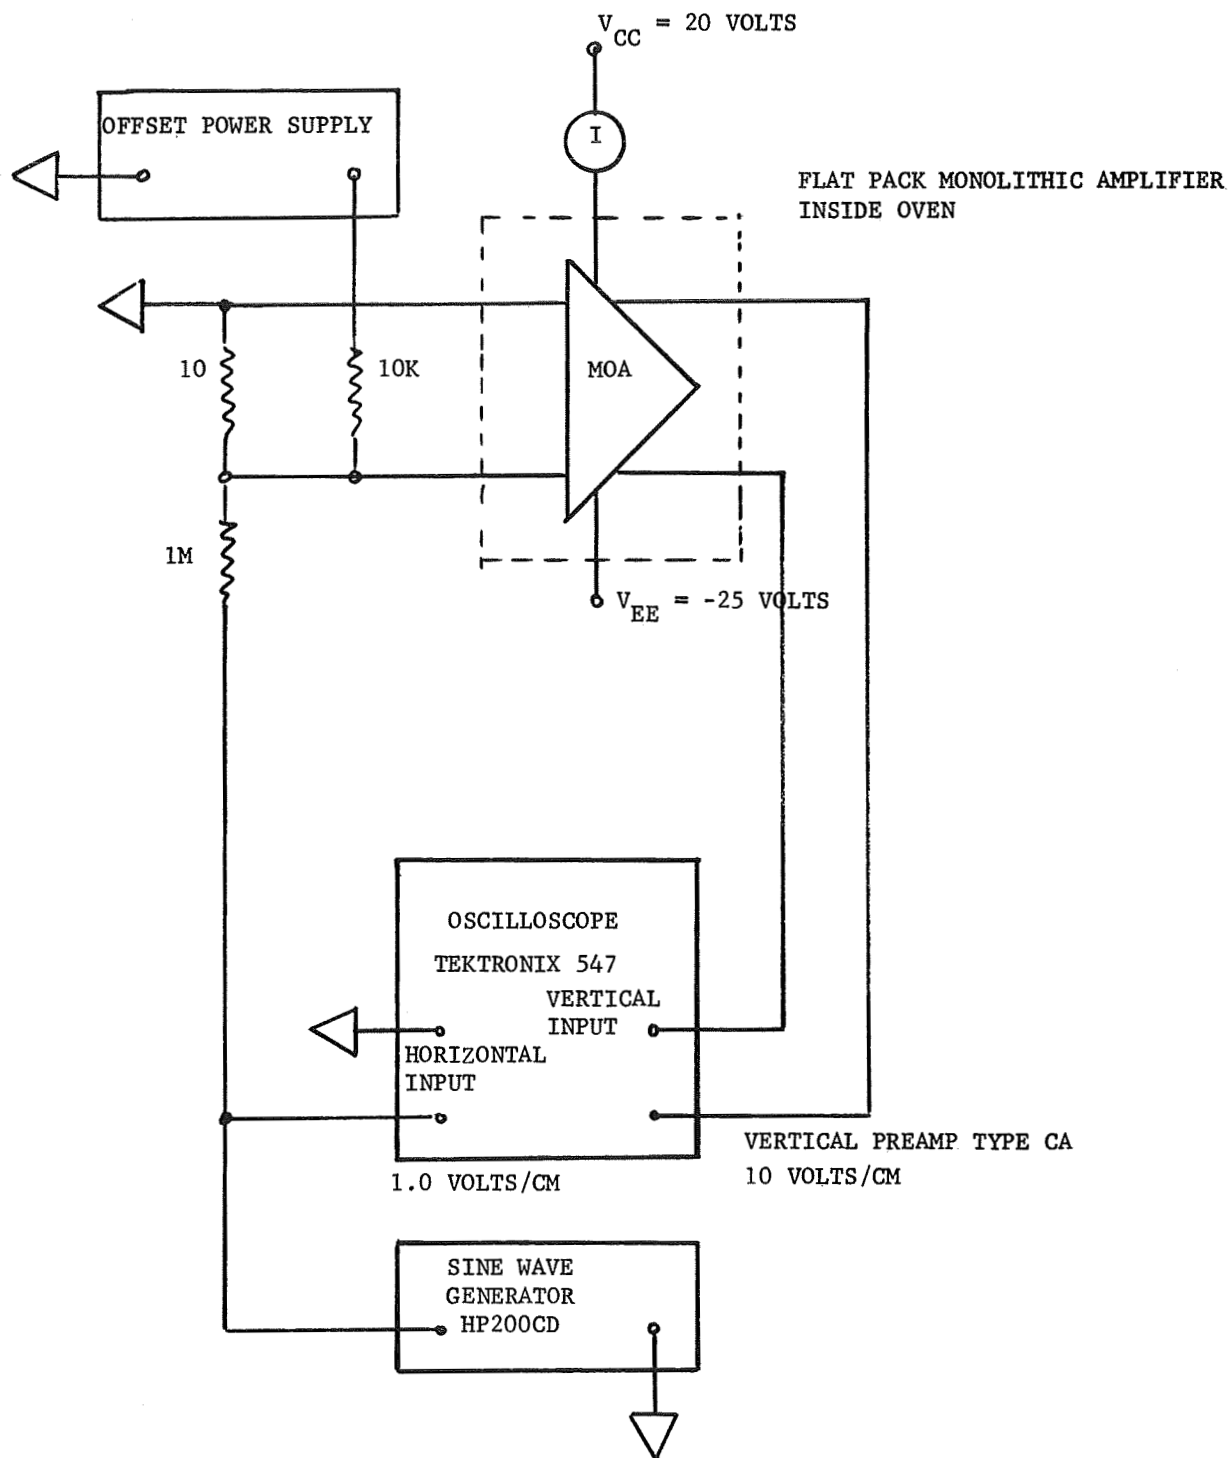 V_CC = 20 VOLTS
OFFSET POWER SUPPLY
I
FLAT PACK MONOLITHIC AMPLIFIER
INSIDE OVEN
10
10K
MOA
1M
V_EE = -25 VOLTS
OSCILLOSCOPE
TEKTRONIX 547
VERTICAL
INPUT
HORIZONTAL
INPUT
VERTICAL PREAMP TYPE CA
10 VOLTS/CM
1.0 VOLTS/CM
SINE WAVE
GENERATOR
HP200CD